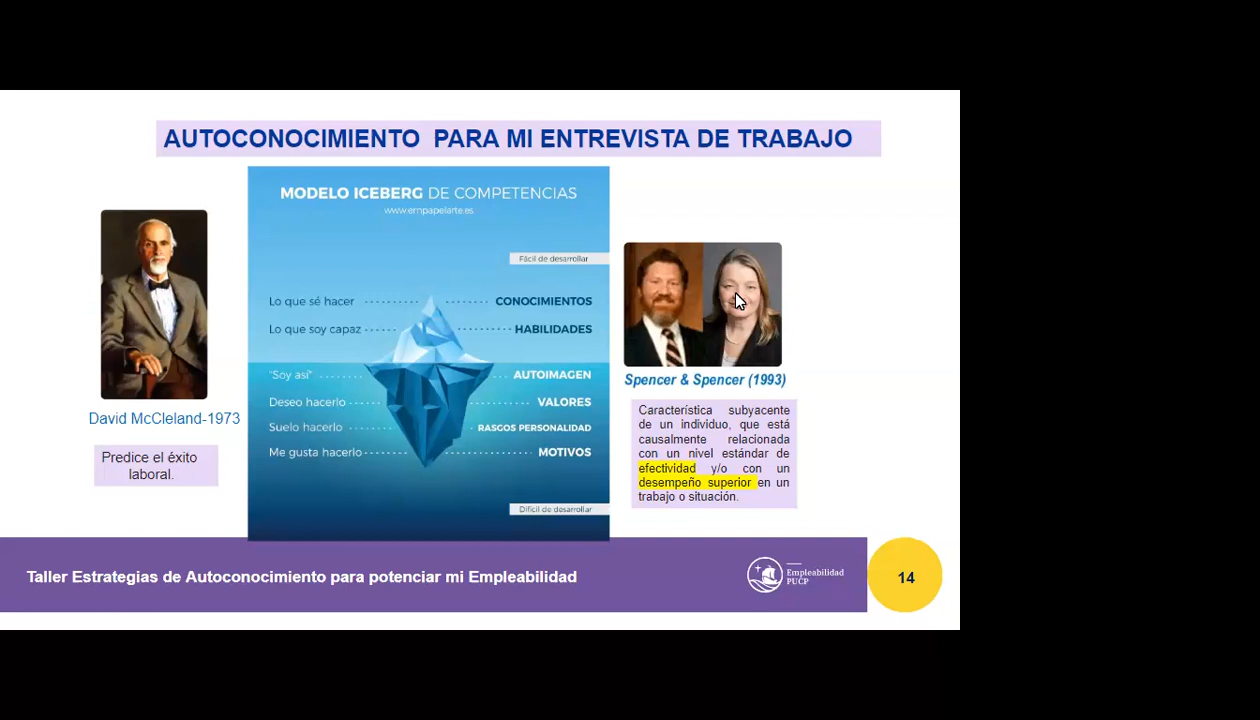 AUTOCONOCIMIENTO PARA MI ENTREVISTA DE TRABAJO
David McCleland-1973
Predice el éxito
laboral.
MODELO ICEBERG DE COMPETENCIAS
www.empapelarte.es
Fácil de desarrollar
Lo que sé hacer CONOCIMIENTOS
Lo que soy capaz HABILIDADES
"Soy así" AUTOIMAGEN
Deseo hacerlo VALORES
Suelo hacerlo RASGOS PERSONALIDAD
Me gusta hacerlo MOTIVOS
Difícil de desarrollar
Spencer & Spencer (1993)
Característica subyacente
de un individuo, que está
causalmente relacionada
con un nivel estándar de
efectividad y/o con un
desempeño superior en un
trabajo o situación.
Taller Estrategias de Autoconocimiento para potenciar mi Empleabilidad
Empleabilidad
PUCP
14